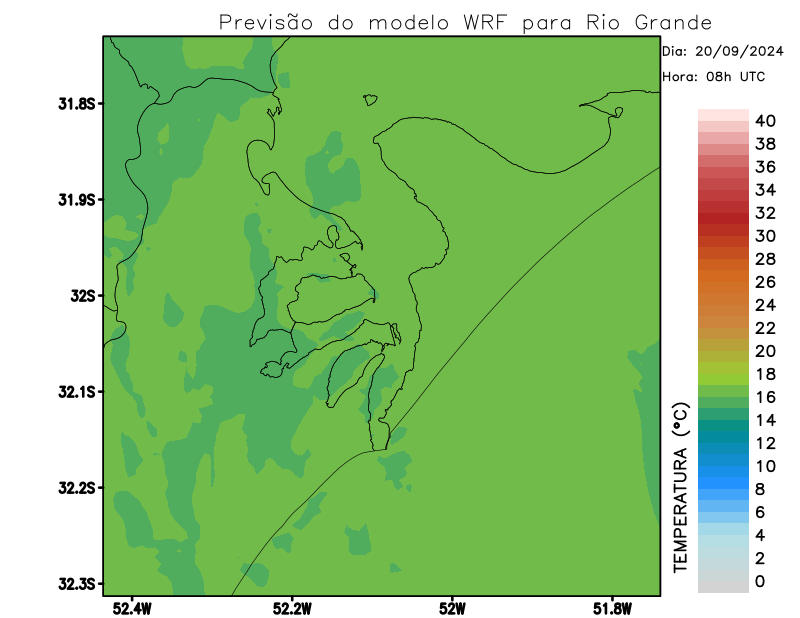 Previsão do modelo WRF para Rio Grande
Dia: 20/09/2024
Hora: 08h UTC
31.8S
31.9S
32S
32.1S
32.2S
32.3S
52.4W
52.2W
52W
51.8W
TEMPERATURA (°C)
40
38
36
34
32
30
28
26
24
22
20
18
16
14
12
10
8
6
4
2
0